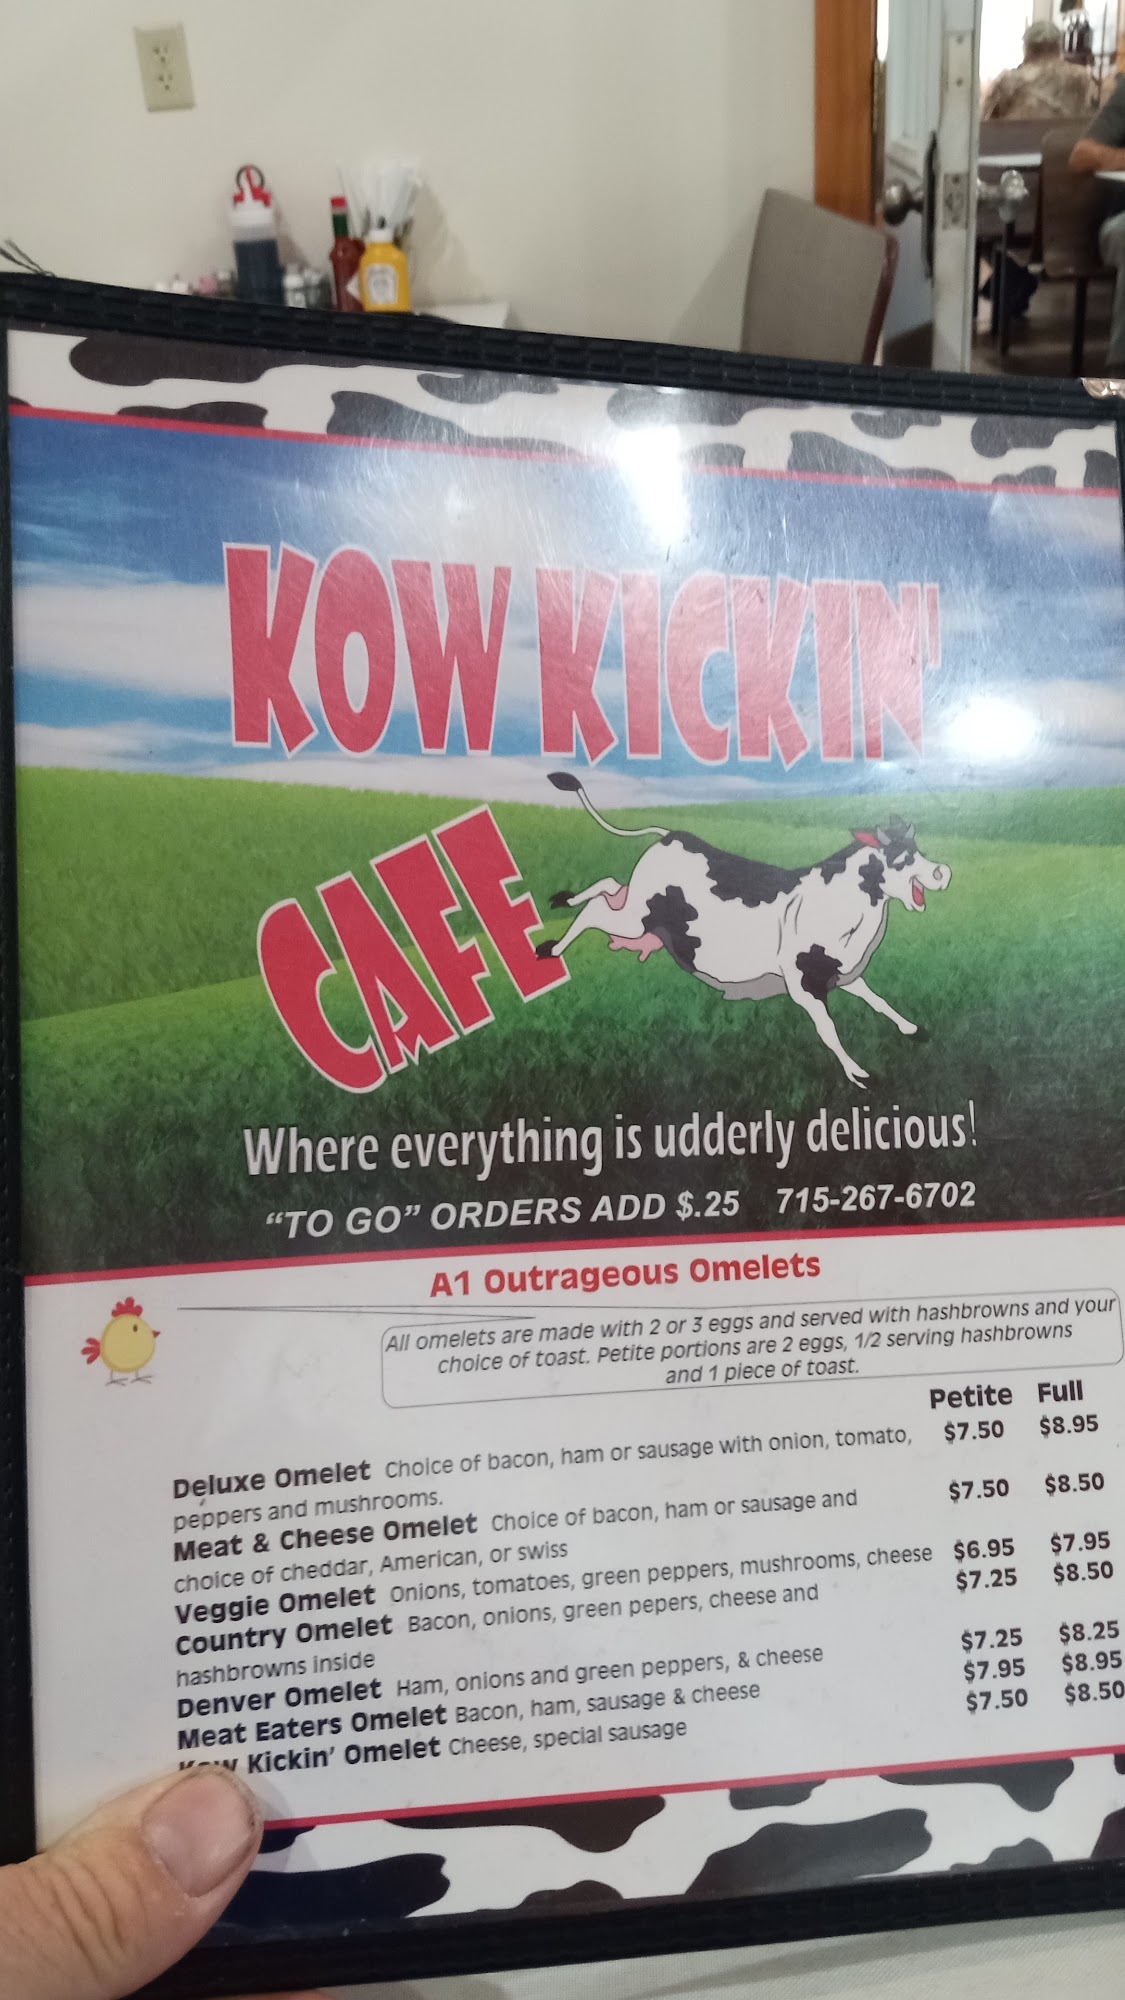 KOW KICKIN'
CAFE
Where everything is udderly delicious!
“TO GO” ORDERS ADD $.25 715-267-6702
A1 Outrageous Omelets
All omelets are made with 2 or 3 eggs and served with hashbrowns and your
choice of toast. Petite portions are 2 eggs, 1/2 serving hashbrowns
and 1 piece of toast.
Petite Full
Deluxe Omelet Choice of bacon, ham or sausage with onion, tomato, $7.50 $8.95
peppers and mushrooms.
Meat & Cheese Omelet Choice of bacon, ham or sausage and $7.50 $8.50
choice of cheddar, American, or swiss
Veggie Omelet Onions, tomatoes, green peppers, mushrooms, cheese $6.95 $7.95
Country Omelet Bacon, onions, green pepers, cheese and $7.25 $8.50
hashbrowns inside
Denver Omelet Ham, onions and green peppers, & cheese $7.25 $8.25
Meat Eaters Omelet Bacon, ham, sausage & cheese $7.95 $8.95
Kow Kickin' Omelet Cheese, special sausage $7.50 $8.50